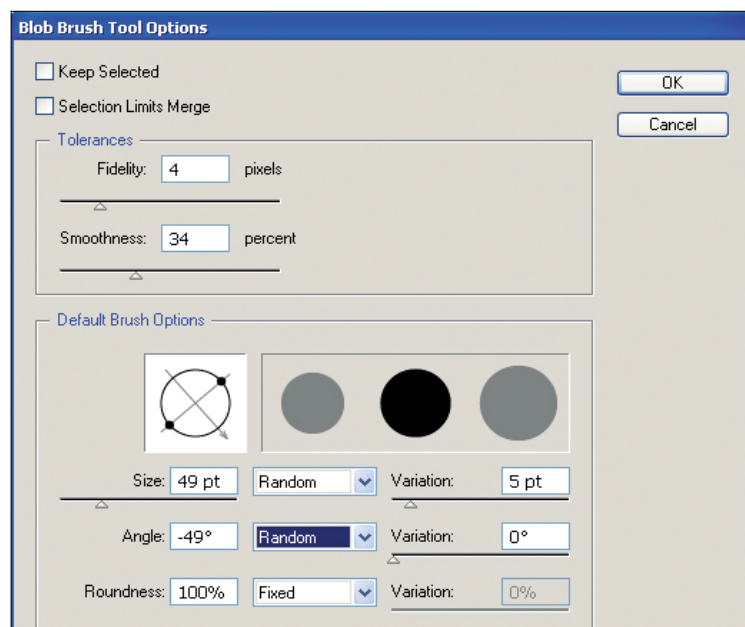 Blob Brush Tool Options
Keep Selected
OK
Selection Limits Merge
Cancel
Tolerances
Fidelity: 4 pixels
Smoothness: 34 percent
Default Brush Options
Size: 49 pt Random Variation: 5 pt
Angle: -49° Random Variation: 0°
Roundness: 100% Fixed Variation: 0%